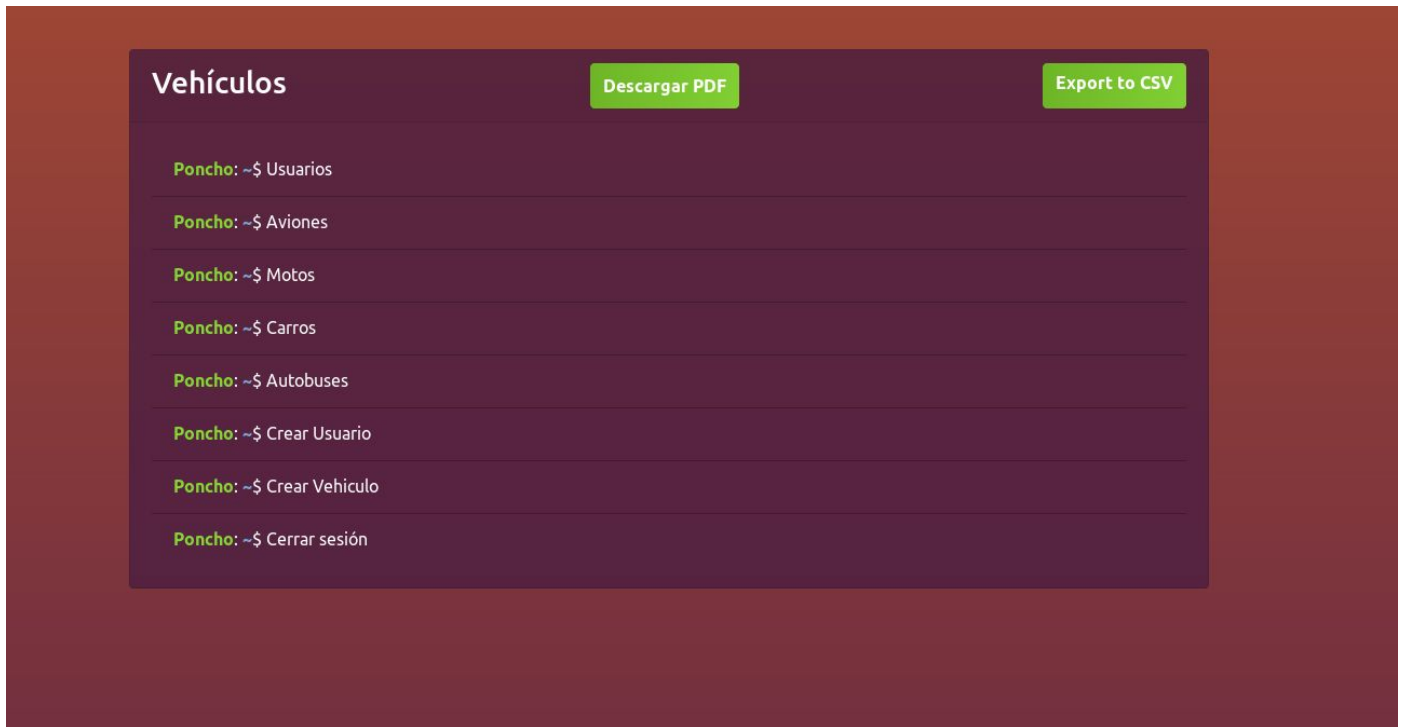 Vehículos Descargar PDF Export to CSV
Poncho: ~$ Usuarios
Poncho: ~$ Aviones
Poncho: ~$ Motos
Poncho: ~$ Carros
Poncho: ~$ Autobuses
Poncho: ~$ Crear Usuario
Poncho: ~$ Crear Vehiculo
Poncho: ~$ Cerrar sesión